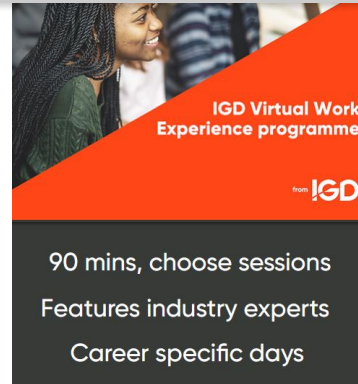 IGD Virtual Work
Experience programme
from IGD
90 mins, choose sessions
Features industry experts
Career specific days